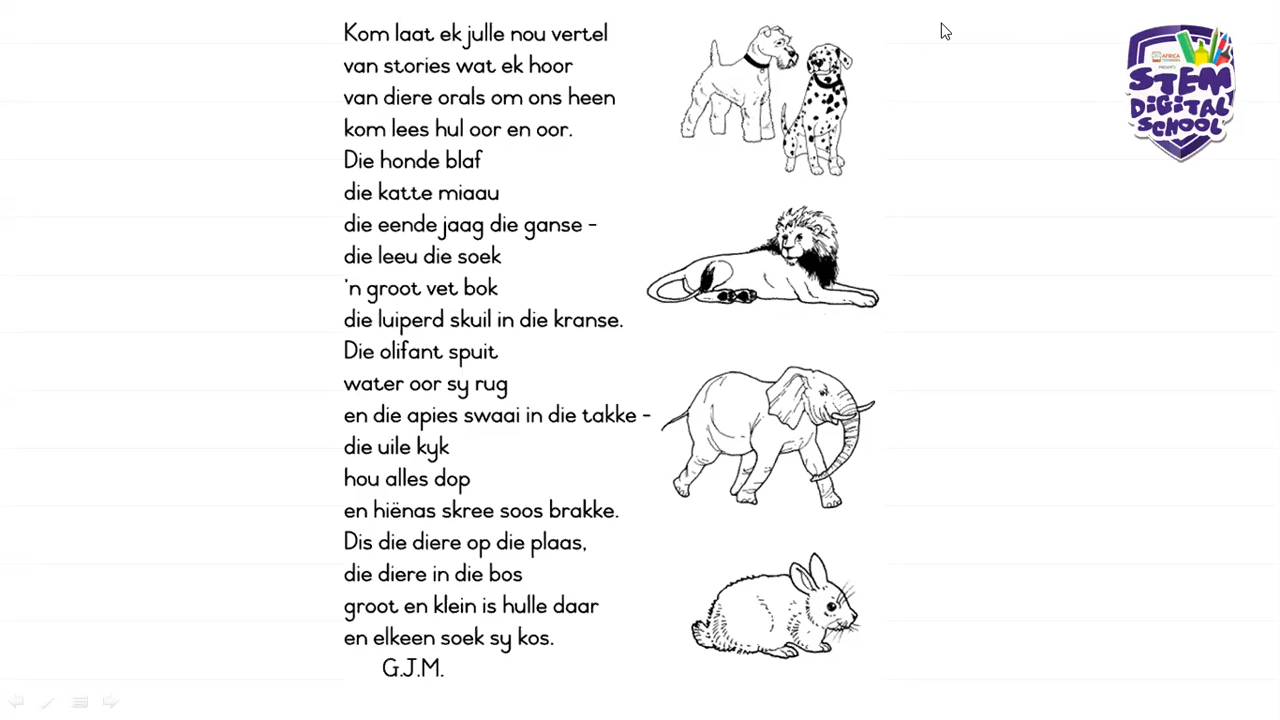 Kom laat ek julle nou vertel
van stories wat ek hoor
van diere orals om ons heen
kom lees hul oor en oor.
Die honde blaf
die katte miaau
die eende jaag die ganse -
die leeu die soek
'n groot vet bok
die luiperd skuil in die kranse.
Die olifant spuit
water oor sy rug
en die apies swaai in die takke -
die uile kyk
hou alles dop
en hiënas skree soos brakke.
Dis die diere op die plaas,
die diere in die bos
groot en klein is hulle daar
en elkeen soek sy kos.
G.J.M.
AFRICA
PRESENTS
STEM
DIGITAL
SCHOOL